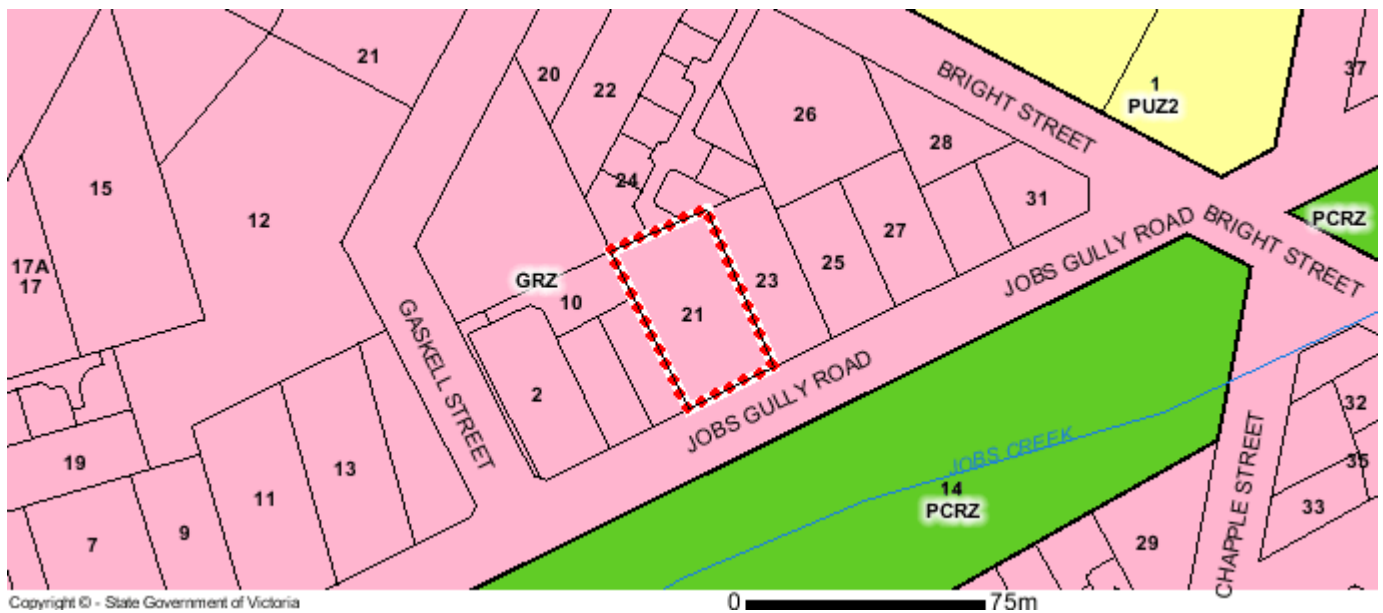 21
20
22
26
BRIGHT STREET
1
PUZ2
37
28
15
12
24
31
17A
17
GRZ
10
23
25
27
JOBS GULLY ROAD
BRIGHT STREET
PCRZ
21
GASKELL STREET
2
JOBS GULLY ROAD
JOBS CREEK
14
PCRZ
19
13
11
7
9
32
35
33
29
CHAPPLE STREET
Copyright © - State Government of Victoria
0 75m